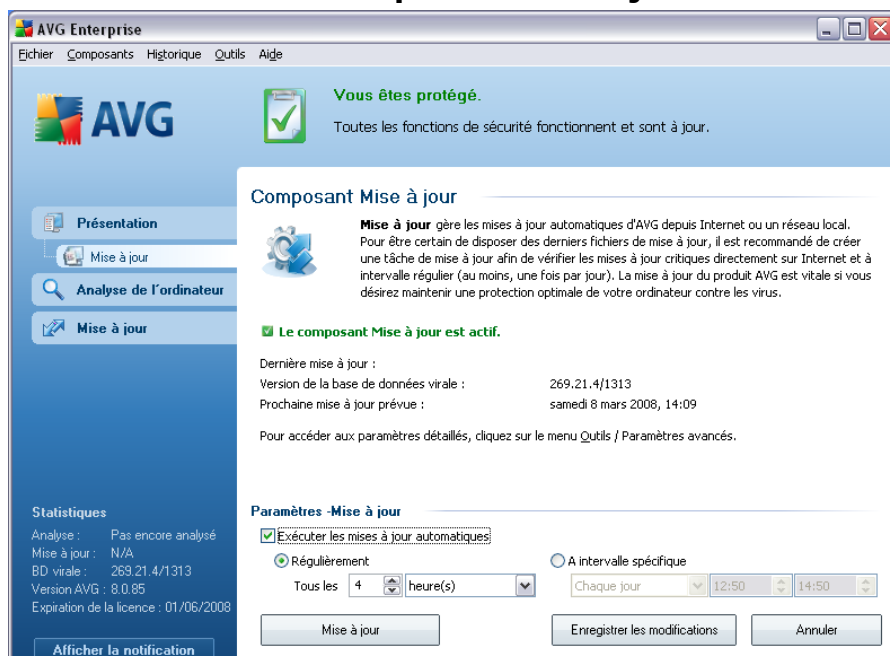 AVG Enterprise
Fichier Composants Historique Outils Aide
AVG
Vous êtes protégé.
Toutes les fonctions de sécurité fonctionnent et sont à jour.
Présentation
Mise à jour
Analyse de l'ordinateur
Mise à jour
Composant Mise à jour
Mise à jour gère les mises à jour automatiques d'AVG depuis Internet ou un réseau local.
Pour être certain de disposer des derniers fichiers de mise à jour, il est recommandé de créer
une tâche de mise à jour afin de vérifier les mises à jour critiques directement sur Internet et à
intervalle régulier (au moins, une fois par jour). La mise à jour du produit AVG est vitale si vous
désirez maintenir une protection optimale de votre ordinateur contre les virus.
Le composant Mise à jour est actif.
Dernière mise à jour :
Version de la base de données virale : 269.21.4/1313
Prochaine mise à jour prévue : samedi 8 mars 2008, 14:09
Pour accéder aux paramètres détaillés, cliquez sur le menu Outils / Paramètres avancés.
Statistiques
Analyse : Pas encore analysé
Mise à jour : N/A
BD virale : 269.21.4/1313
Version AVG : 8.0.85
Expiration de la licence : 01/06/2008
Afficher la notification
Paramètres -Mise à jour
Exécuter les mises à jour automatiques
Régulièrement
Tous les 4 heure(s)
A intervalle spécifique
Chaque jour 12:50 14:50
Mise à jour
Enregistrer les modifications
Annuler